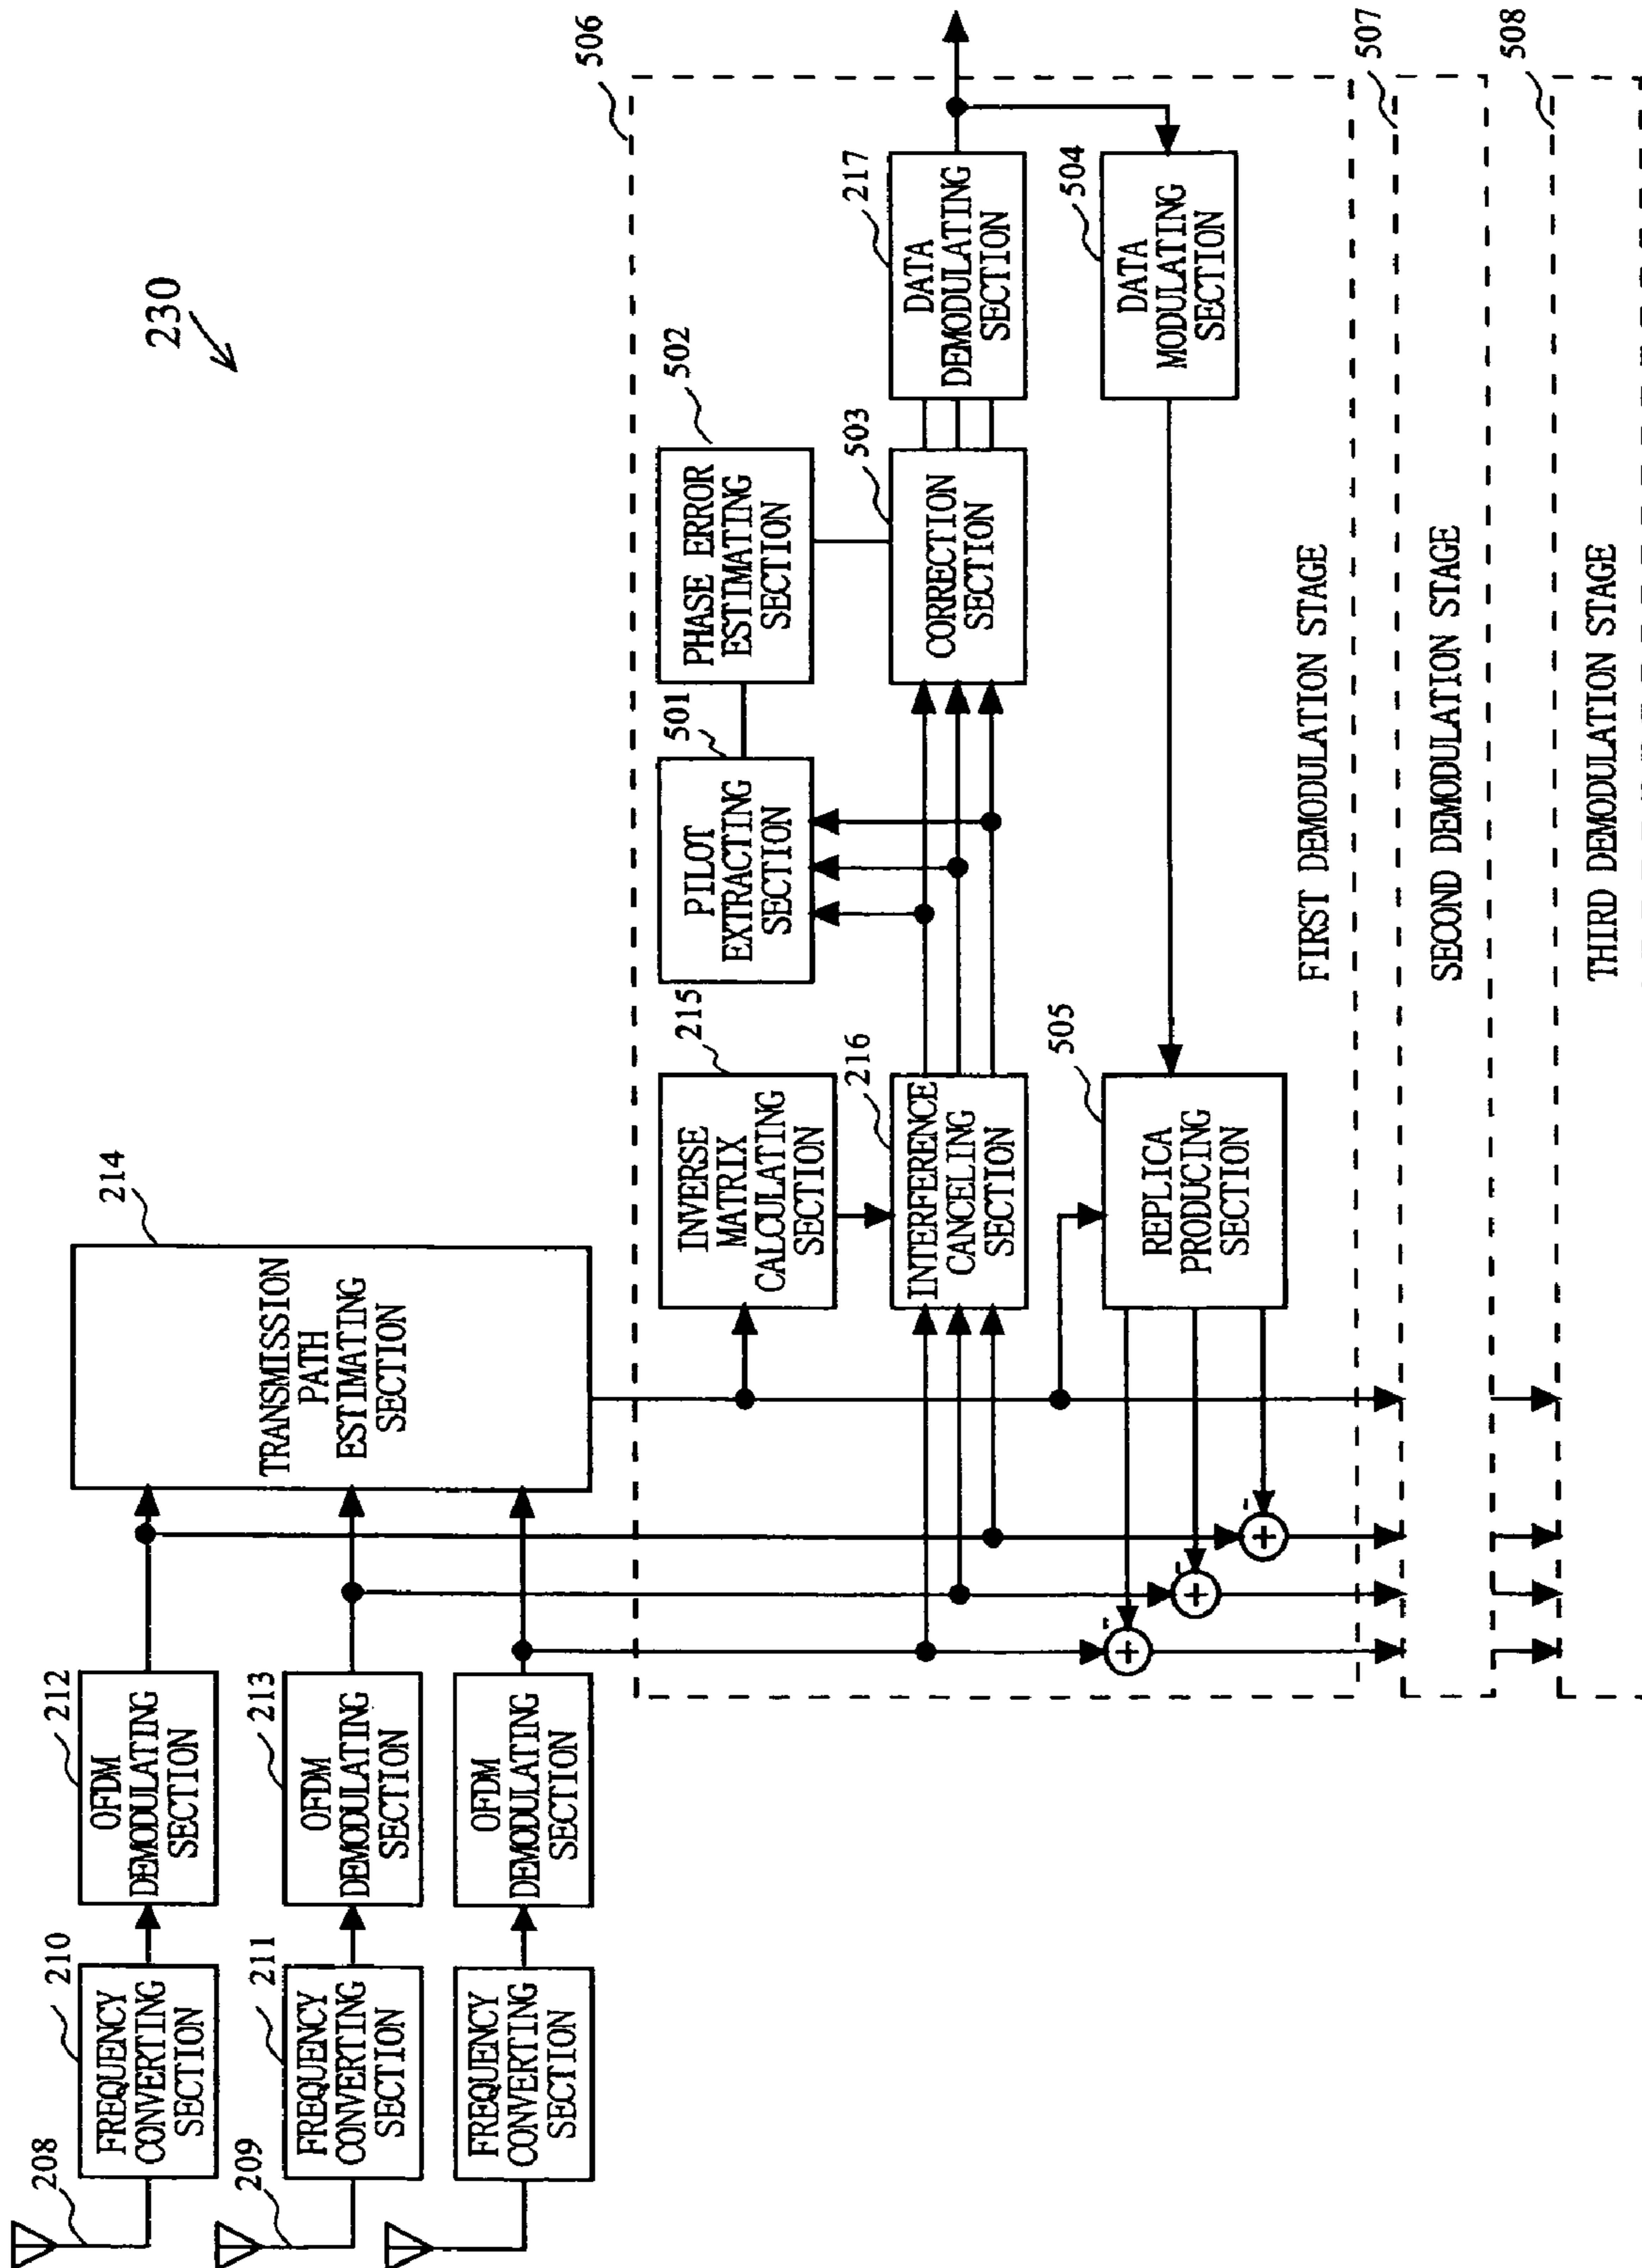 230
208
FREQUENCY
CONVERTING
SECTION
210
OFDM
DEMODULATING
SECTION
212
TRANSMISSION
PATH
ESTIMATING
SECTION
214
209
FREQUENCY
CONVERTING
SECTION
211
OFDM
DEMODULATING
SECTION
213
FREQUENCY
CONVERTING
SECTION
OFDM
DEMODULATING
SECTION
506
INVERSE
MATRIX
CALCULATING
SECTION
215
PILOT
EXTRACTING
SECTION
501
PHASE ERROR
ESTIMATING
SECTION
502
INTERFERENCE
CANCELING
SECTION
216
CORRECTION
SECTION
503
DATA
DEMODULATING
SECTION
217
REPLICA
PRODUCING
SECTION
505
DATA
MODULATING
SECTION
504
+
-
+
-
+
-
FIRST DEMODULATION STAGE
507
SECOND DEMODULATION STAGE
508
THIRD DEMODULATION STAGE